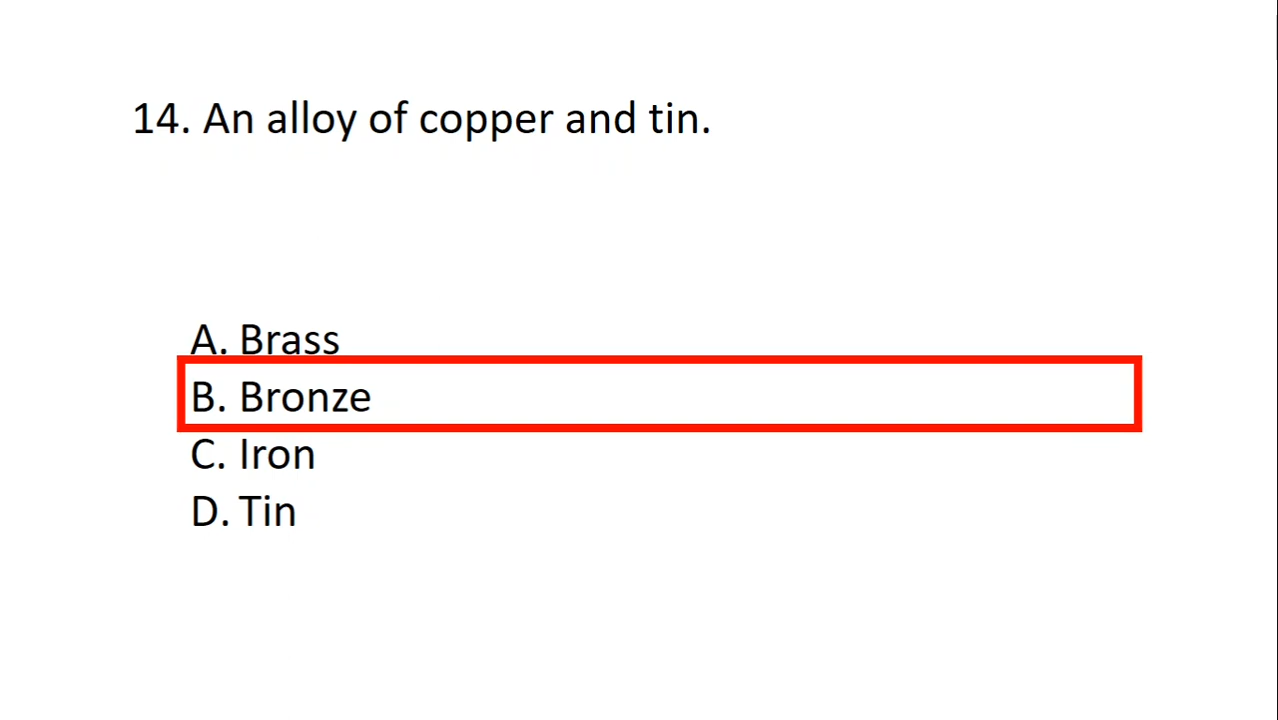 14. An alloy of copper and tin.
A. Brass
B. Bronze
C. Iron
D. Tin